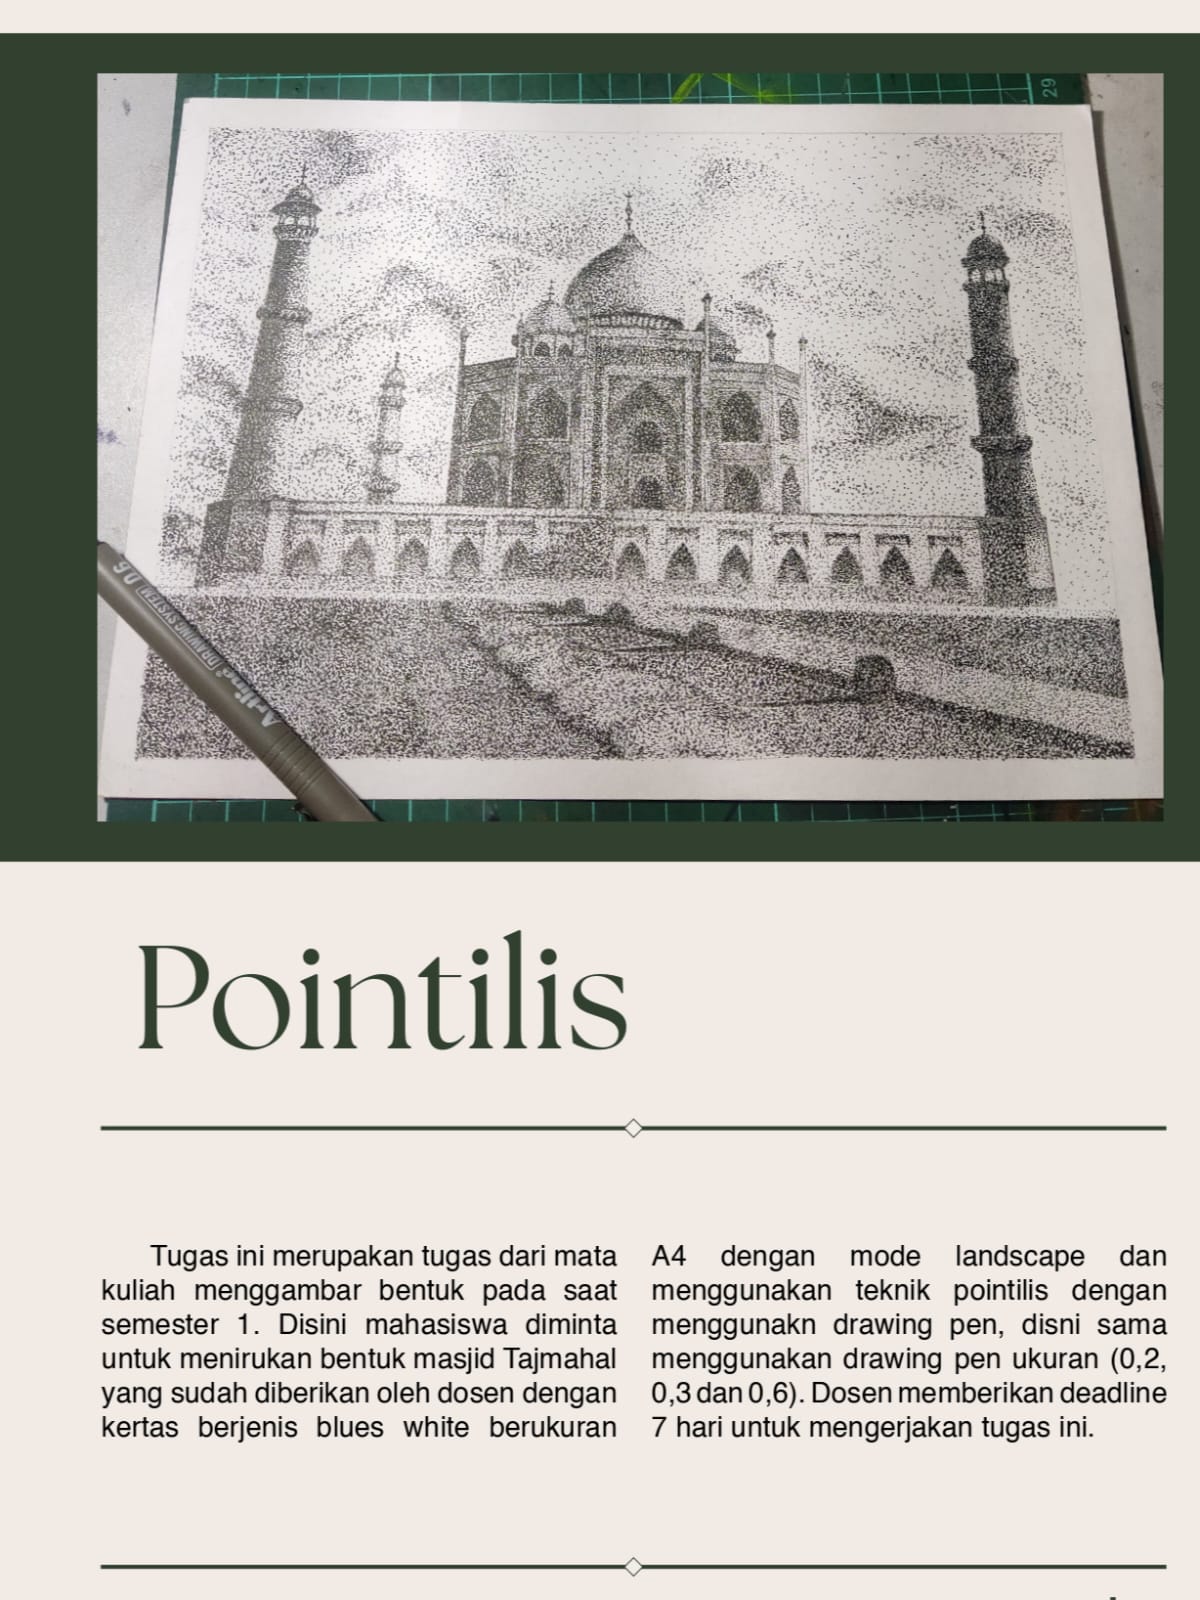 29
Artline
DRAWING SYSTEM 0.6
Pointilis
Tugas ini merupakan tugas dari mata
kuliah menggambar bentuk pada saat
semester 1. Disini mahasiswa diminta
untuk menirukan bentuk masjid Tajmahal
yang sudah diberikan oleh dosen dengan
kertas berjenis blues white berukuran
A4 dengan mode landscape dan
menggunakan teknik pointilis dengan
menggunakn drawing pen, disni sama
menggunakan drawing pen ukuran (0,2,
0,3 dan 0,6). Dosen memberikan deadline
7 hari untuk mengerjakan tugas ini.